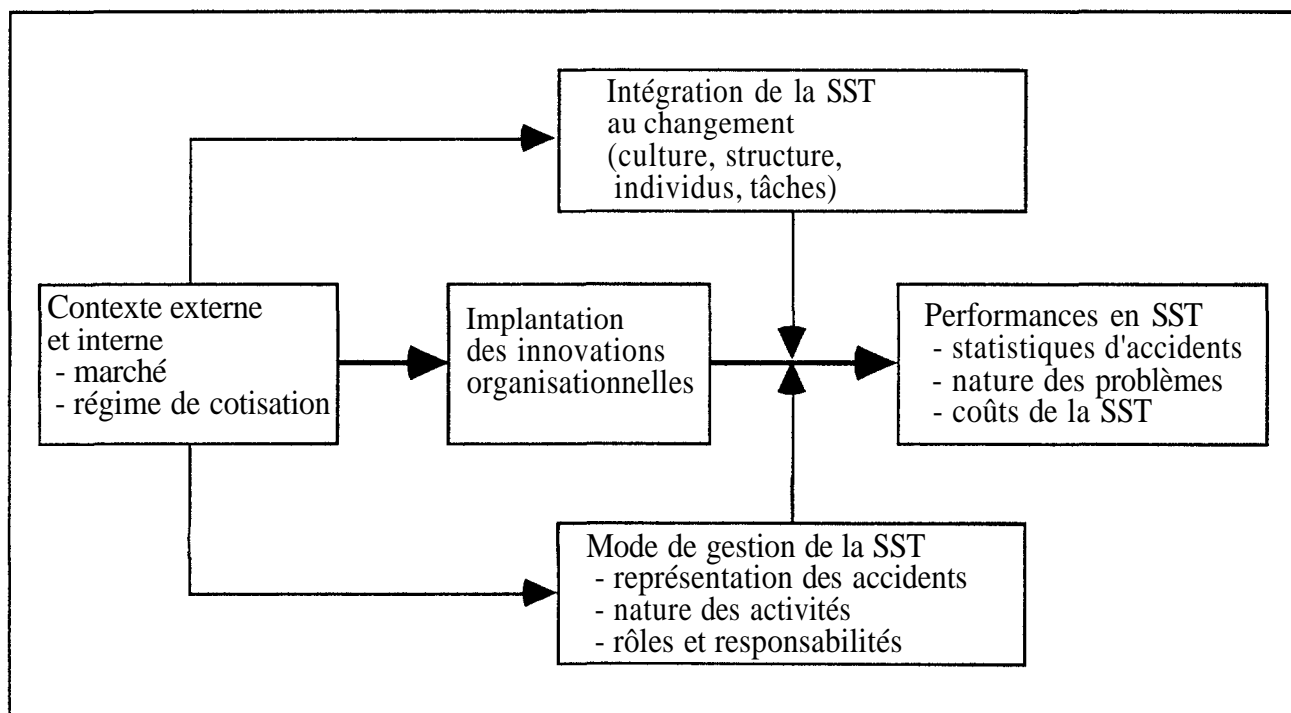 Intégration de la SST
au changement
(culture, structure,
individus, tâches)
Contexte externe
et interne
- marché
- régime de cotisation
Implantation
des innovations
organisationnelles
Performances en SST
- statistiques d'accidents
- nature des problèmes
- coûts de la SST
Mode de gestion de la SST
- représentation des accidents
- nature des activités
- rôles et responsabilités